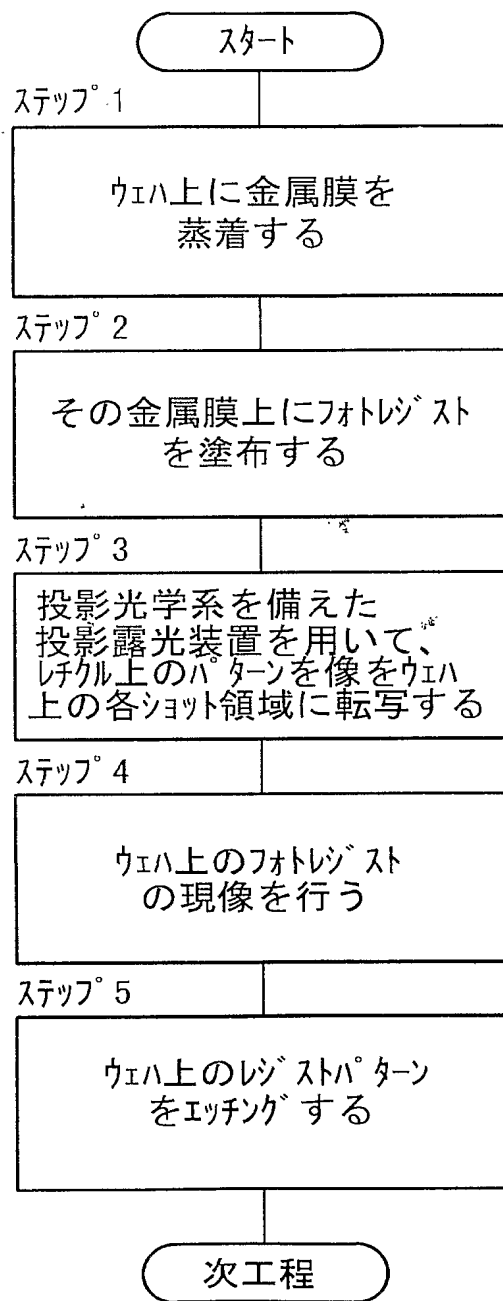 スタート
ステップ 1
ウェハ上に金属膜を
蒸着する
ステップ 2
その金属膜上にフォトレジスト
を塗布する
ステップ 3
投影光学系を備えた
投影露光装置を用いて、
レチクル上のパターンを像をウェハ
上の各ショット領域に転写する
ステップ 4
ウェハ上のフォトレジスト
の現像を行う
ステップ 5
ウェハ上のレジストパターン
をエッチングする
次工程